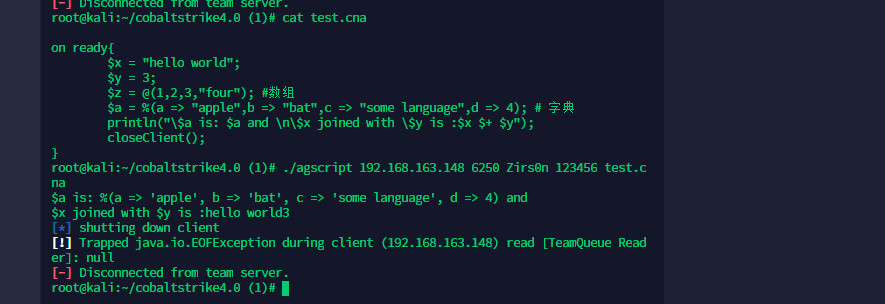 [-] Disconnected from team server.
root@kali:~/cobaltstrike4.0 (1)# cat test.cna
on ready{
$x = "hello world";
$y = 3;
$z = @(1,2,3,"four"); #数组
$a = %(a => "apple",b => "bat",c => "some language",d => 4); # 字典
println("\$a is: $a and \n\$x joined with \$y is :$x $+ $y");
closeClient();
}
root@kali:~/cobaltstrike4.0 (1)# ./agscript 192.168.163.148 6250 Zirs0n 123456 test.c
na
$a is: %(a => 'apple', b => 'bat', c => 'some language', d => 4) and
$x joined with $y is :hello world3
[*] shutting down client
[!] Trapped java.io.EOFException during client (192.168.163.148) read [TeamQueue Read
er]: null
[-] Disconnected from team server.
root@kali:~/cobaltstrike4.0 (1)#